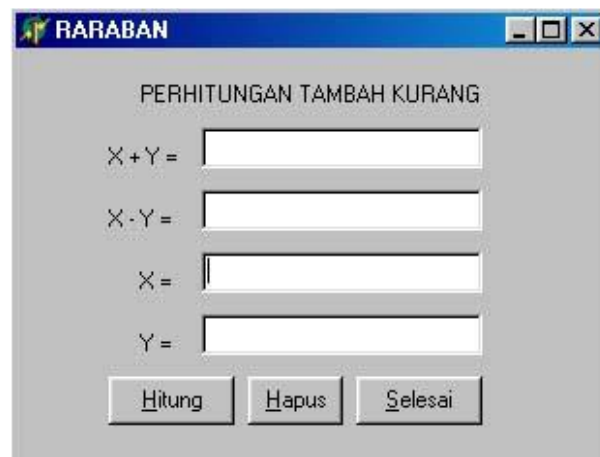 RARABAN
PERHITUNGAN TAMBAH KURANG
X + Y =
X - Y =
X =
Y =
Hitung Hapus Selesai